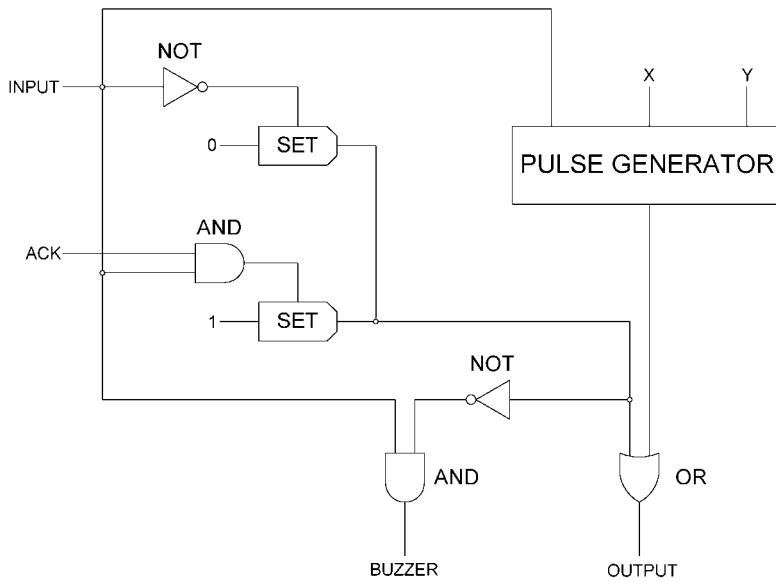 NOT
INPUT
X
Y
0
SET
PULSE GENERATOR
AND
ACK
1
SET
NOT
AND
OR
BUZZER
OUTPUT